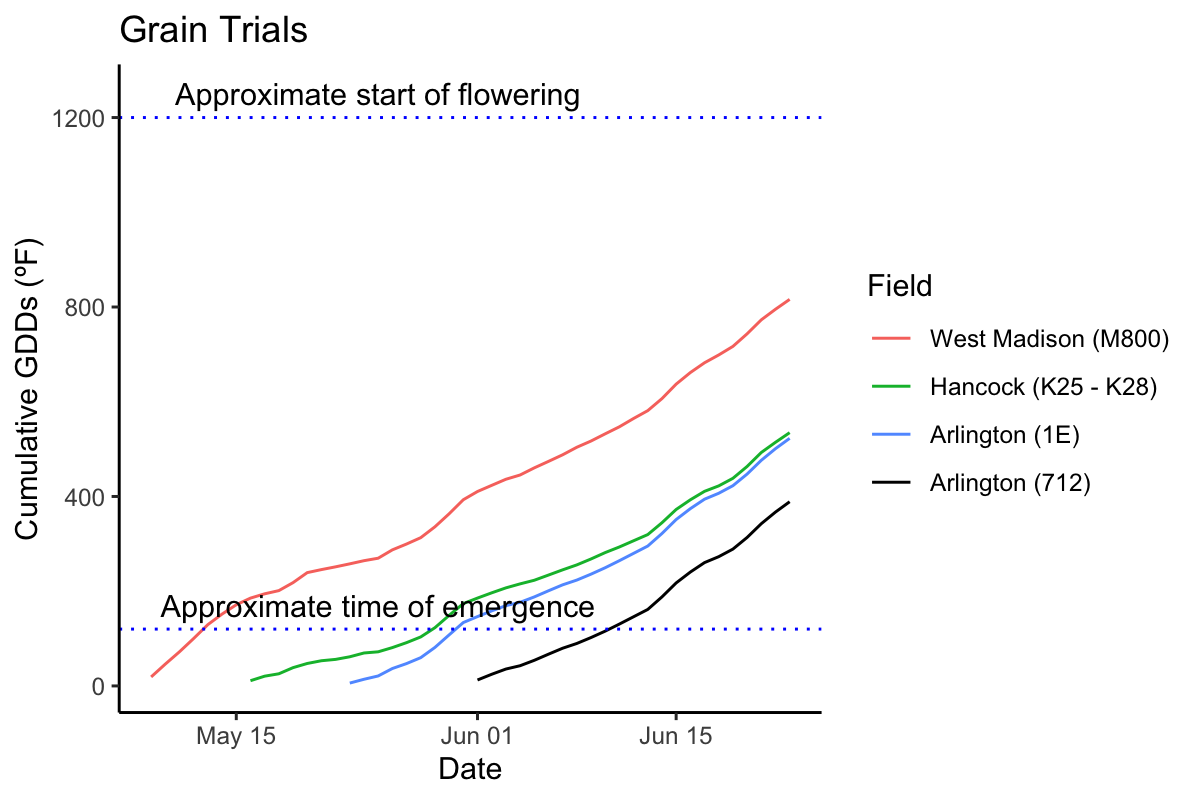 Grain Trials
Approximate start of flowering
1200
800
400
0
Approximate time of emergence
Cumulative GDDs (ºF)
May 15
Jun 01
Jun 15
Date
Field
West Madison (M800)
Hancock (K25 - K28)
Arlington (1E)
Arlington (712)